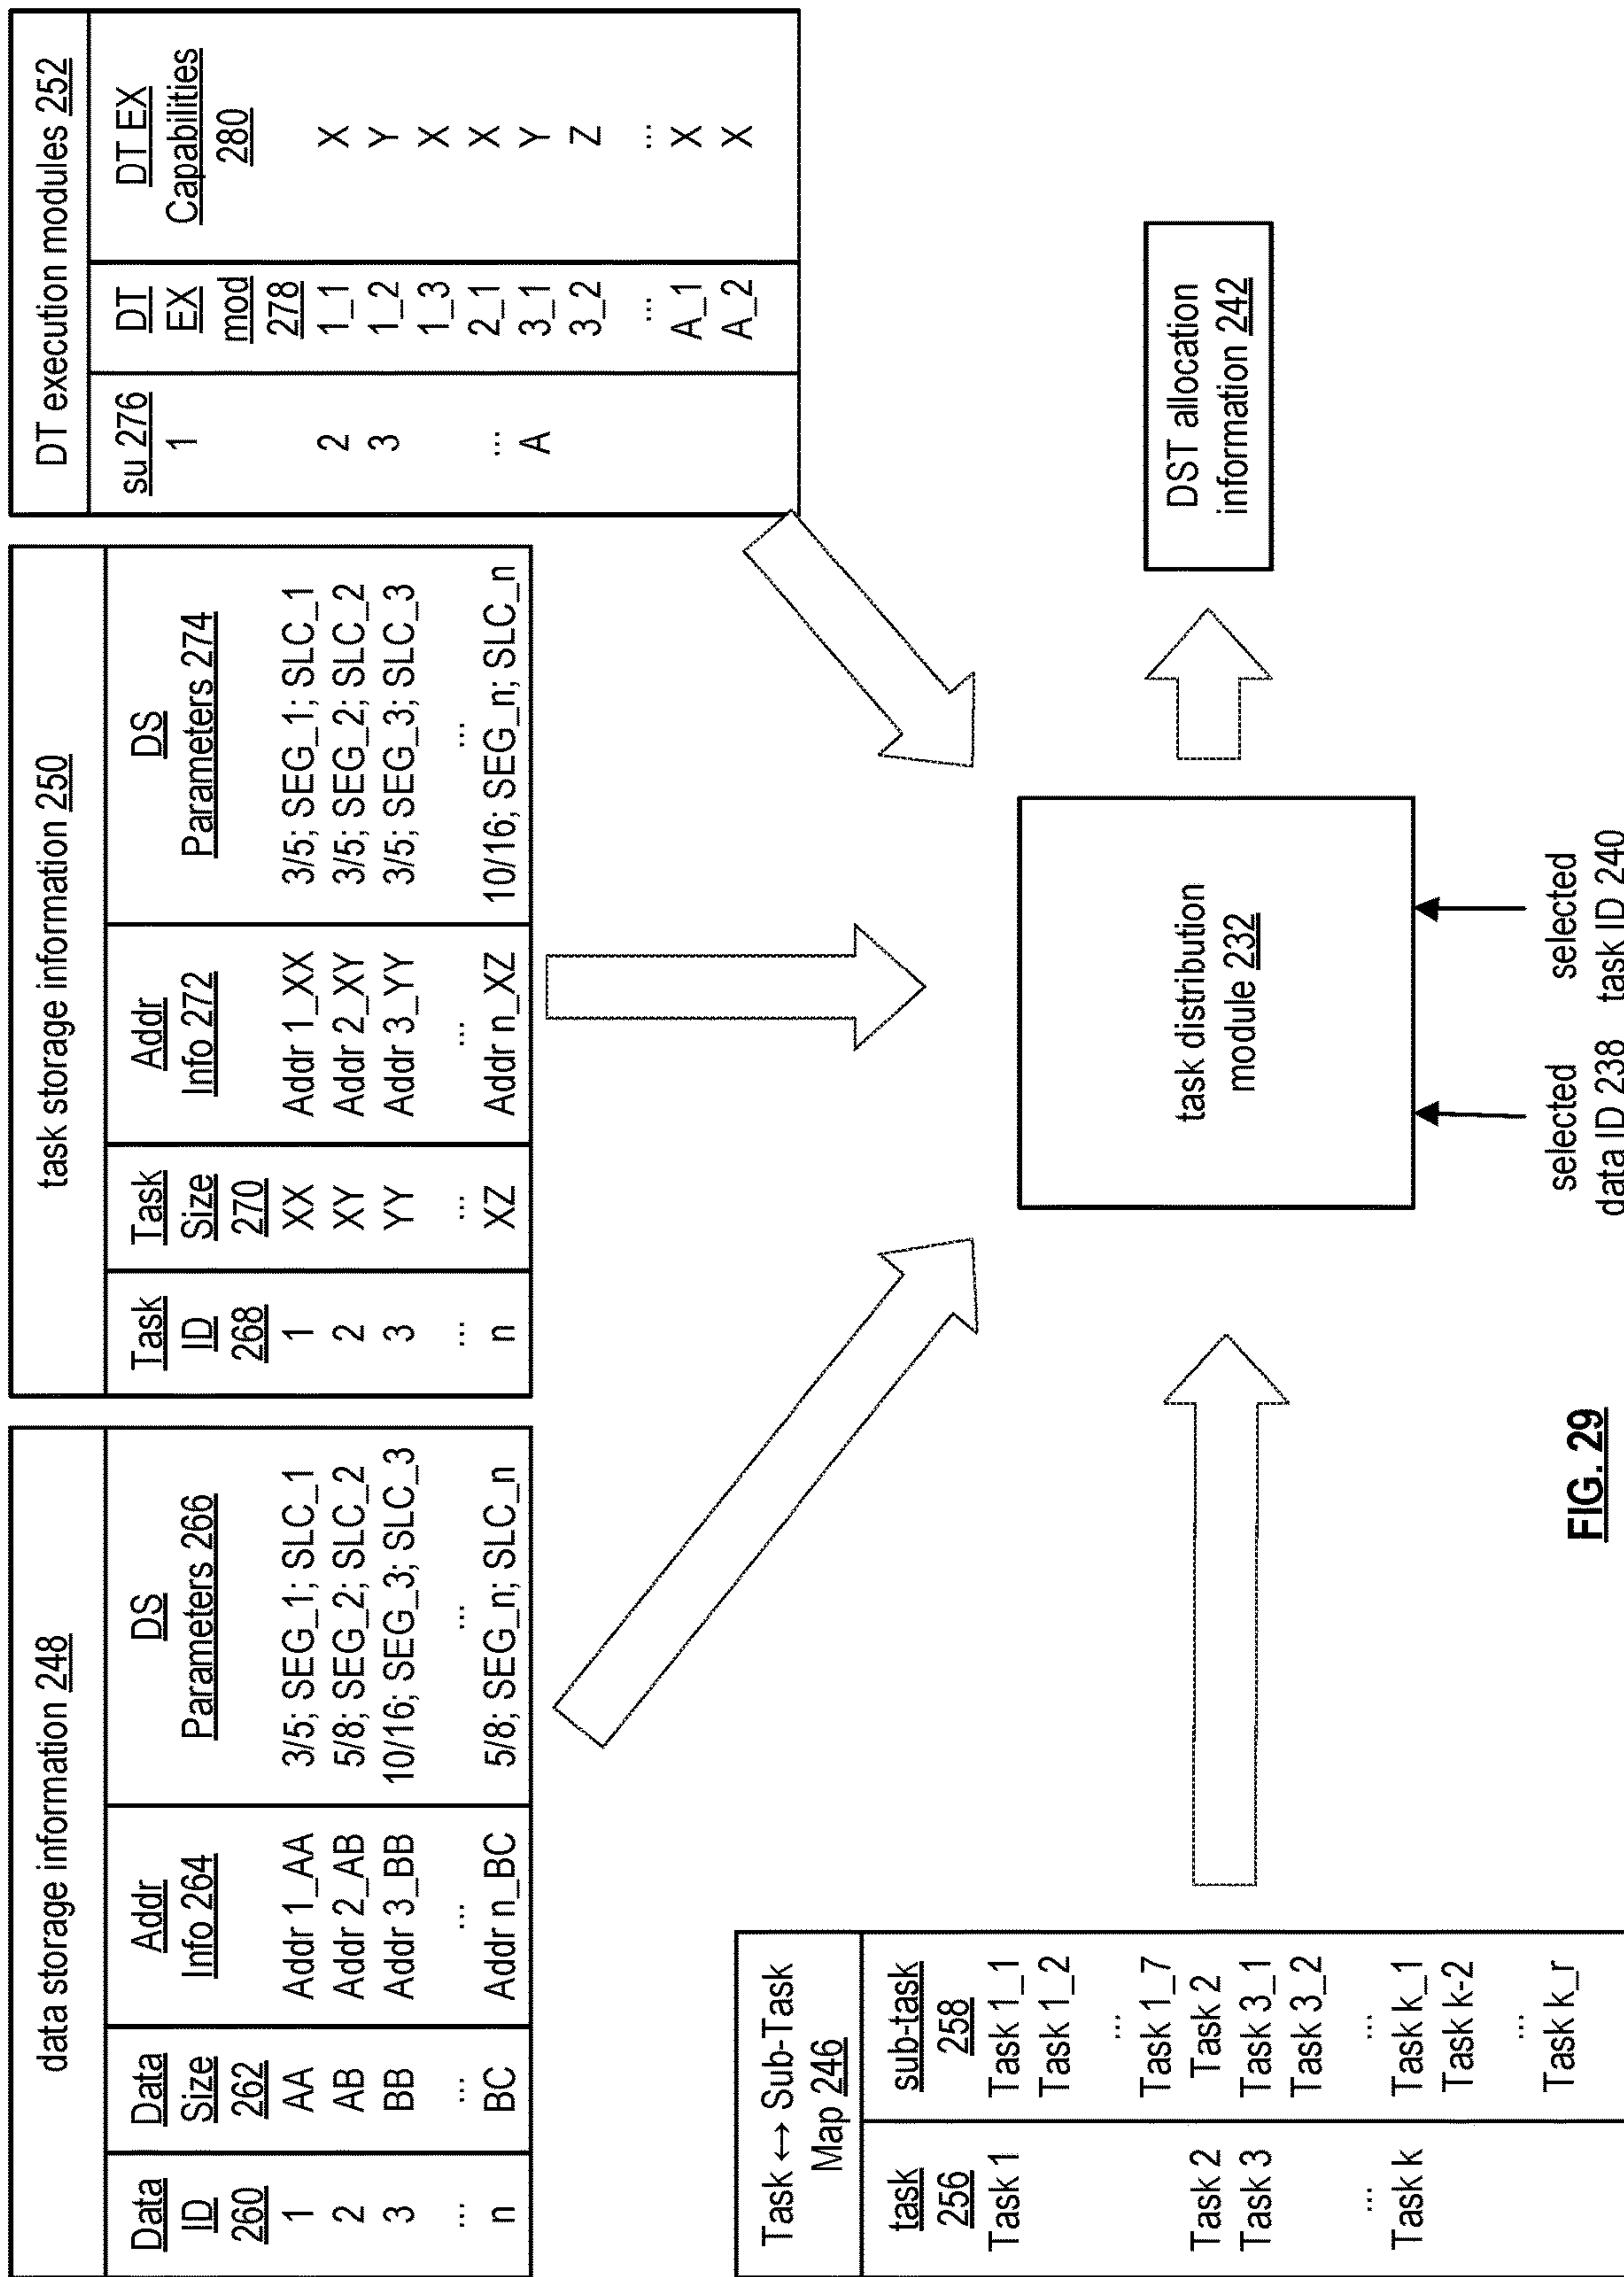 data storage information 248
Data ID 260
Data Size 262
Addr Info 264
DS Parameters 266
1 AA Addr 1_AA 3/5; SEG_1; SLC_1
2 AB Addr 2_AB 5/8; SEG_2; SLC_2
3 BB Addr 3_BB 10/16; SEG_3; SLC_3
... ... ... ...
n BC Addr n_BC 5/8; SEG_n; SLC_n
task storage information 250
Task ID 268
Task Size 270
Addr Info 272
DS Parameters 274
1 XX Addr 1_XX 3/5; SEG_1; SLC_1
2 XY Addr 2_XY 3/5; SEG_2; SLC_2
3 YY Addr 3_YY 3/5; SEG_3; SLC_3
... ... ... ...
n XZ Addr n_XZ 10/16; SEG_n; SLC_n
DT execution modules 252
su 276
DT EX mod 278
DT EX Capabilities 280
1
1_1 X
2 1_2 Y
3 1_3 X
2_1 X
3_1 Y
3_2 Z
... ... ...
A A_1 X
A_2 X
Task ↔ Sub-Task
Map 246
task 256
sub-task 258
Task 1 Task 1_1
Task 1_2
...
Task 1_7
Task 2 Task 2
Task 3 Task 3_1
Task 3_2
... ...
Task k Task k_1
Task k-2
...
Task k_r
task distribution
module 232
selected
data ID 238
selected
task ID 240
DST allocation
information 242
FIG. 29